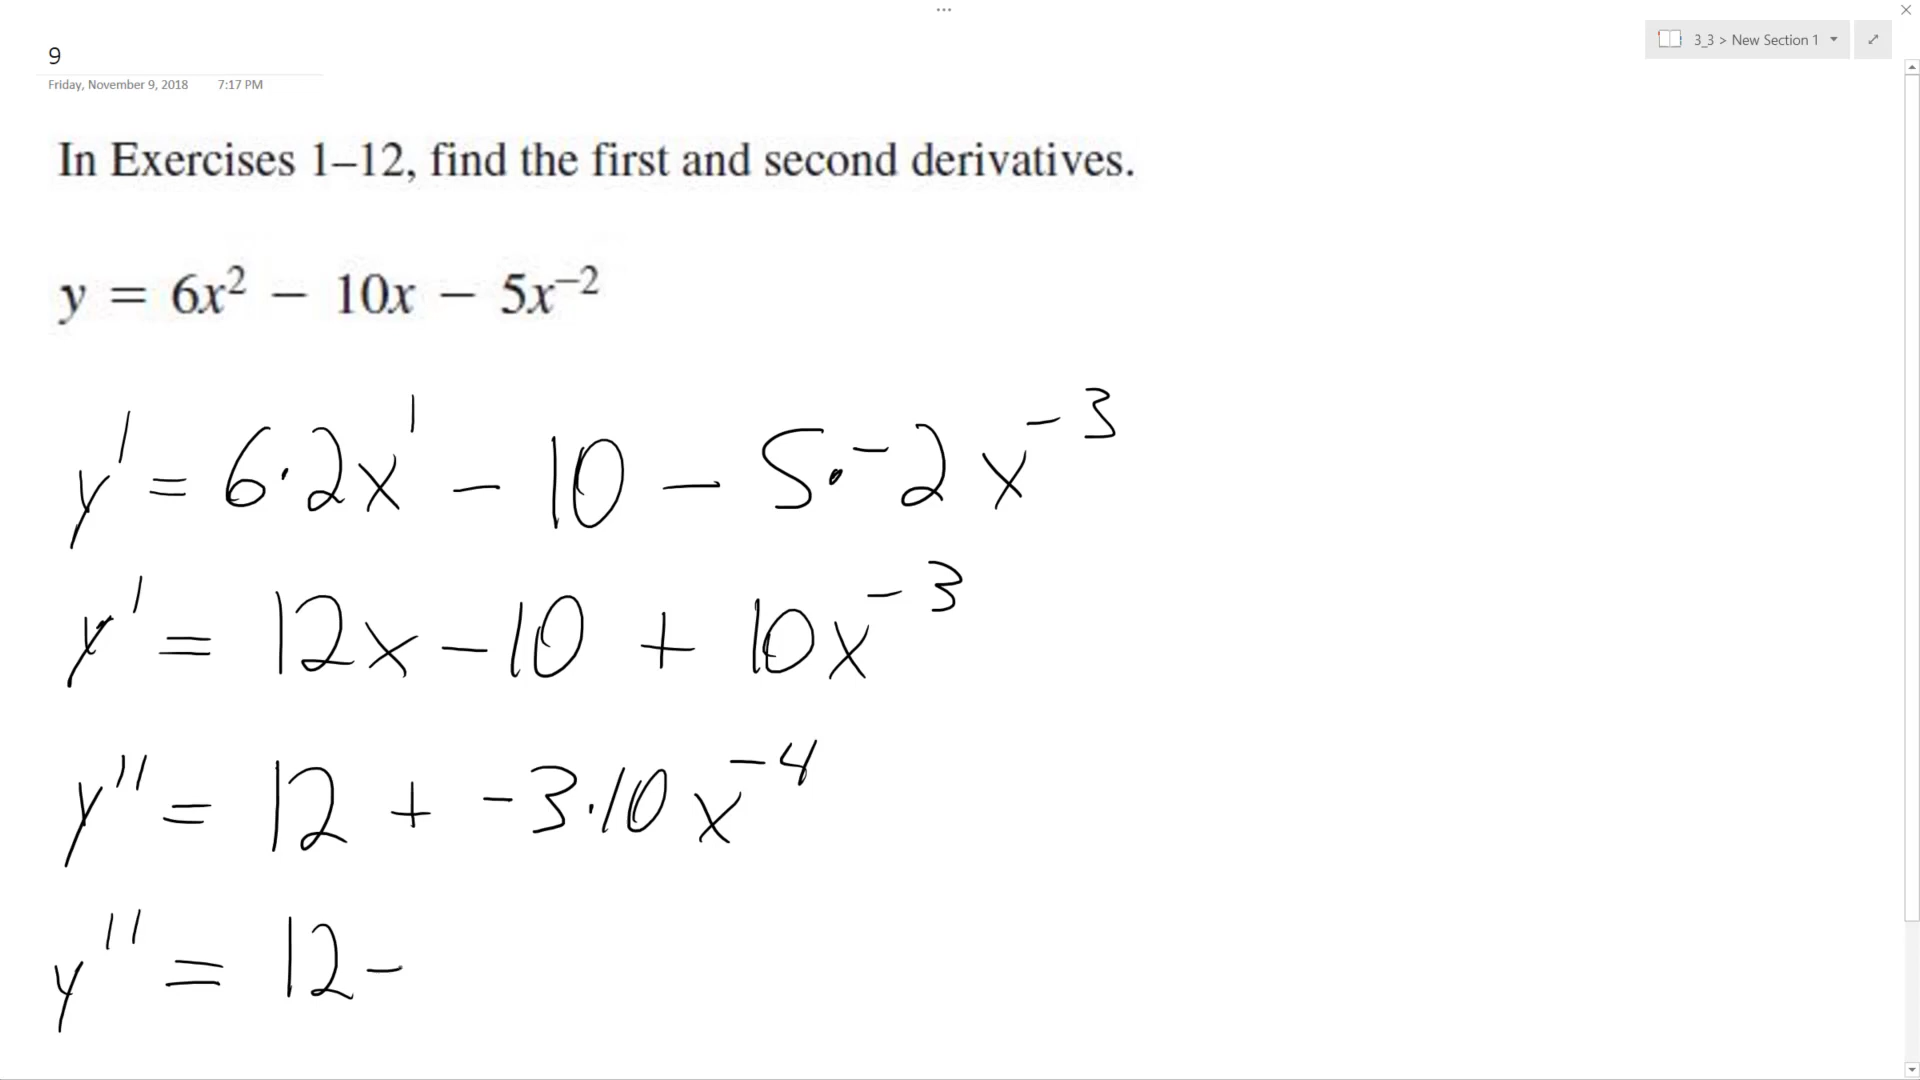 ...
3_3 > New Section 1
9
Friday, November 9, 2018 7:17 PM
In Exercises 1–12, find the first and second derivatives.
y = 6x² − 10x − 5x⁻²
y' = 6·2x¹ − 10 − 5·⁻2x⁻³
y' = 12x − 10 + 10x⁻³
y'' = 12 + −3·10x⁻⁴
y'' = 12 −